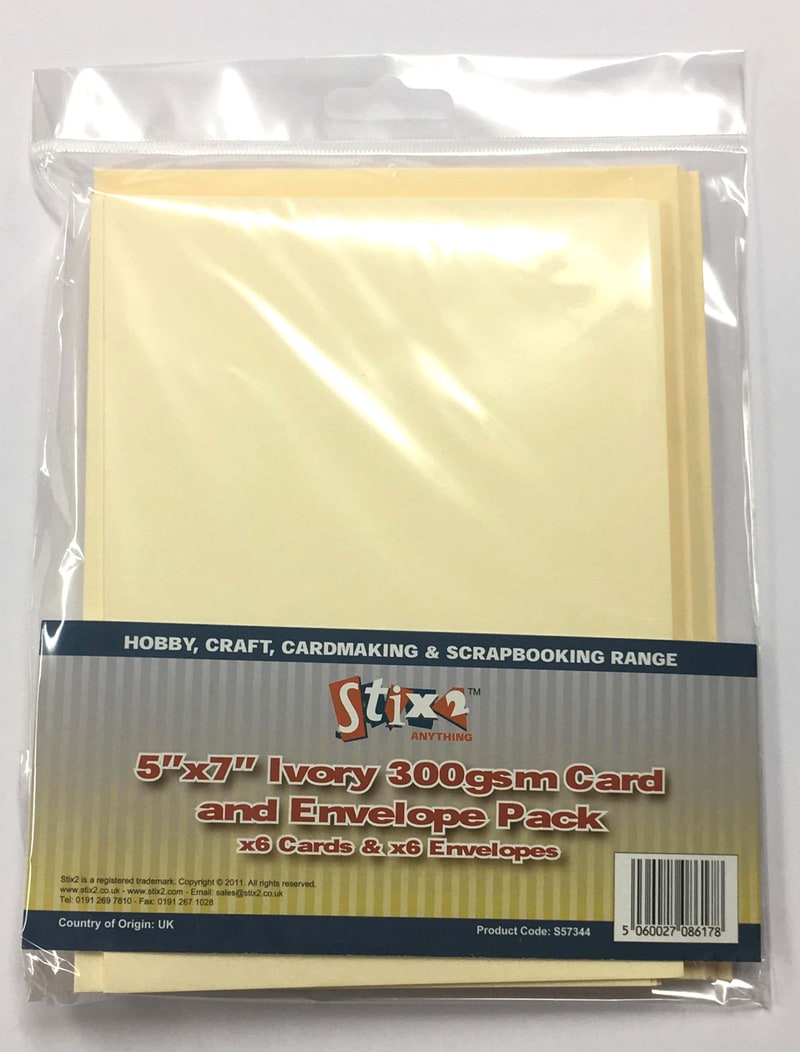 HOBBY, CRAFT, CARDMAKING & SCRAPBOOKING RANGE
Stix2™
ANYTHING
5"x7" Ivory 300gsm Card
and Envelope Pack
x6 Cards & x6 Envelopes
Stix2 is a registered trademark. Copyright © 2011. All rights reserved.
www.stix2.co.uk - www.stix2.com - Email: sales@stix2.co.uk
Tel: 0191 269 7810 - Fax: 0191 267 1028
Country of Origin: UK
Product Code: S57344
5 060027 086178